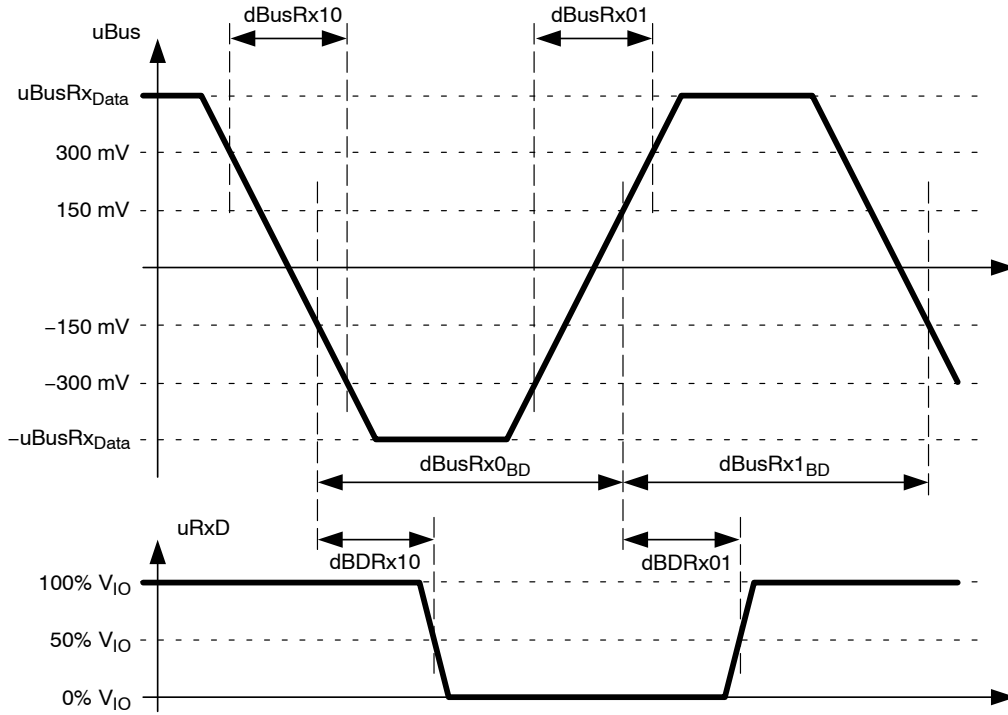 dBusRx10
dBusRx01
uBus
uBusRxData
300 mV
150 mV
−150 mV
−300 mV
−uBusRxData
dBusRx0BD
dBusRx1BD
uRxD
dBDRx10
dBDRx01
100% VIO
50% VIO
0% VIO